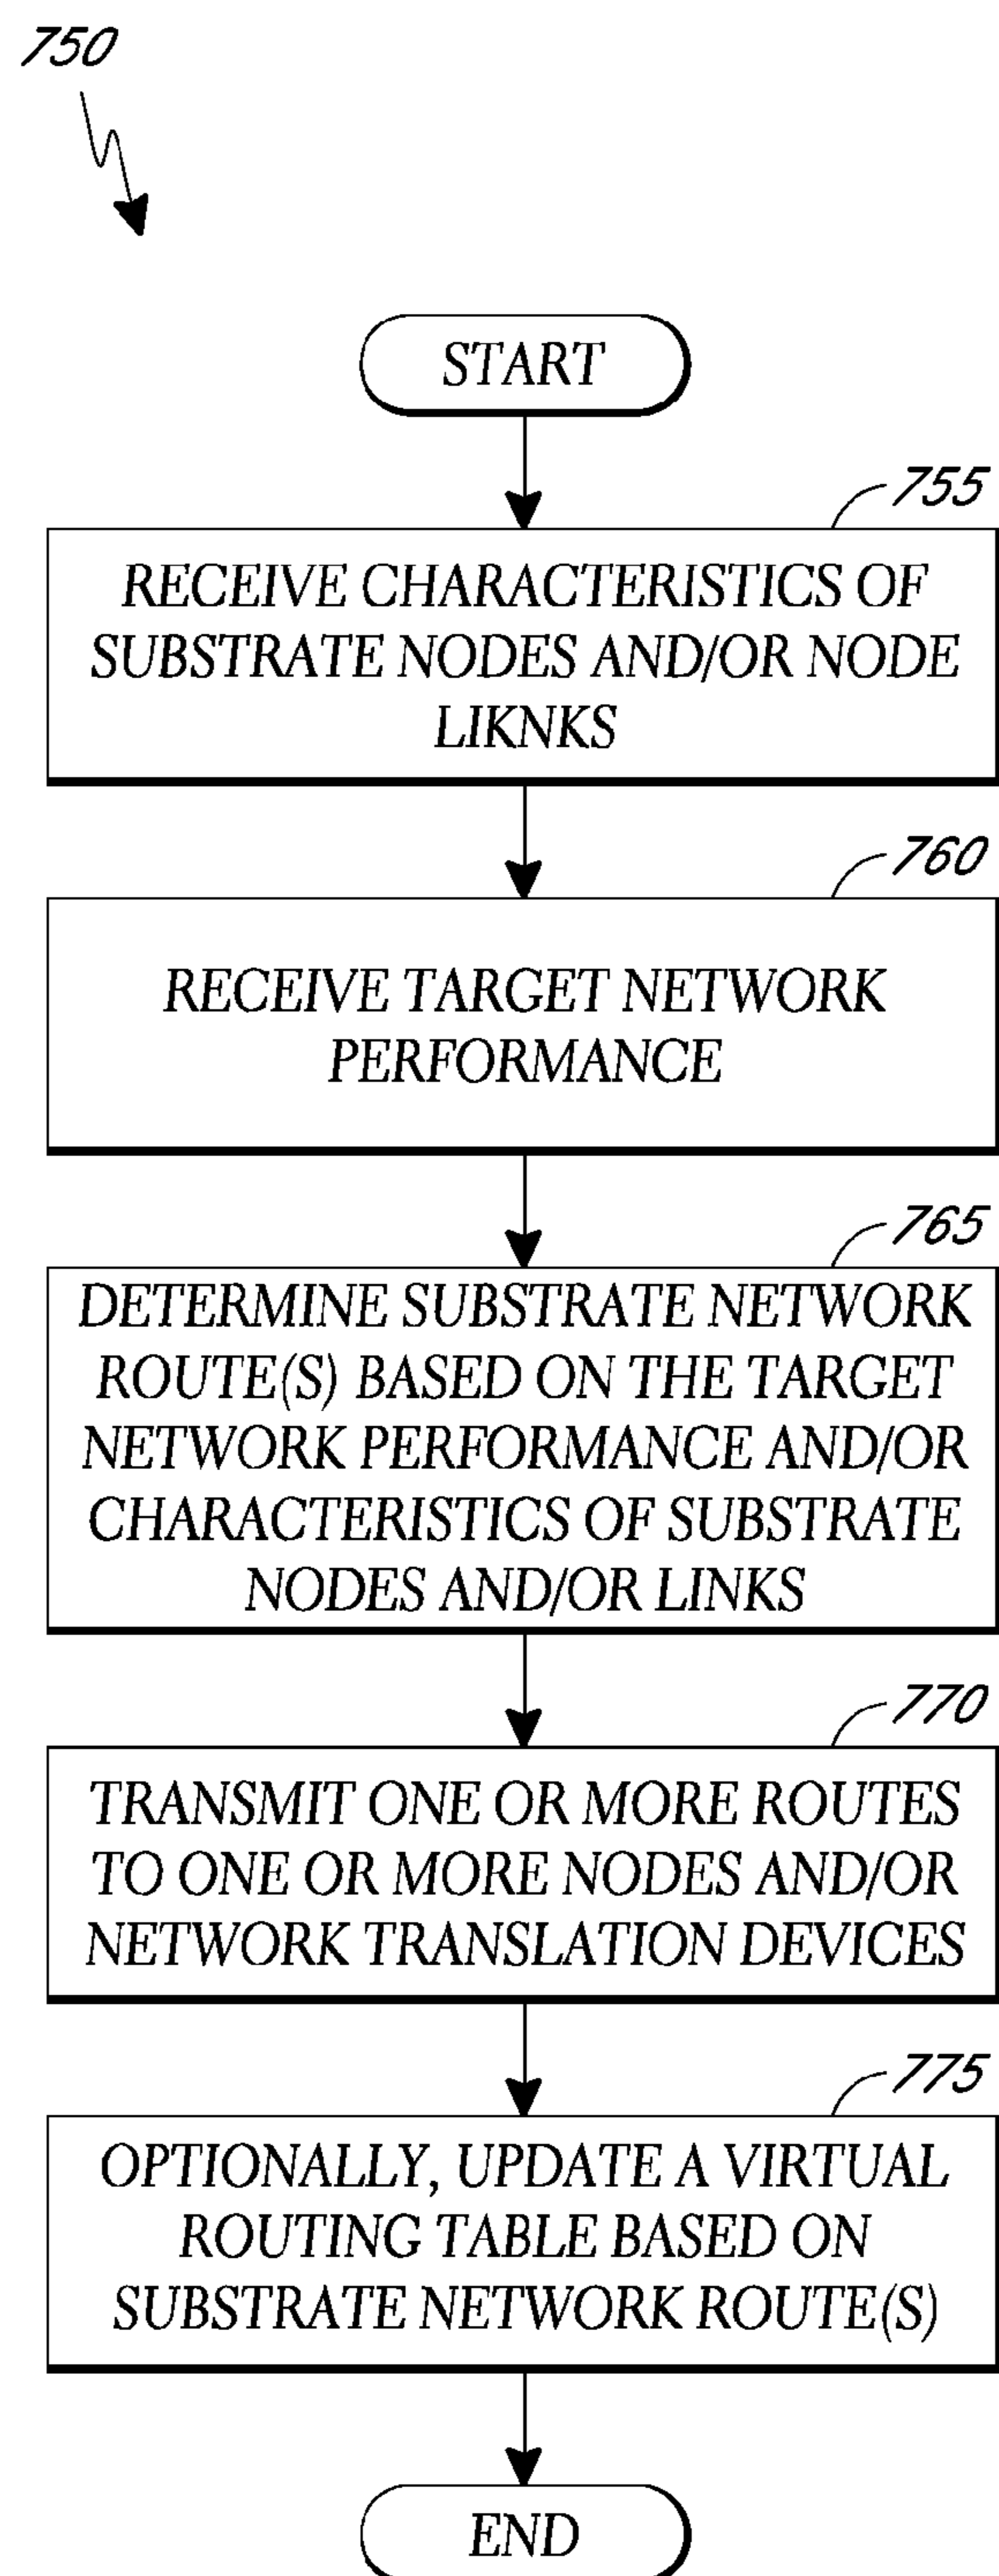 750
START
755
RECEIVE CHARACTERISTICS OF
SUBSTRATE NODES AND/OR NODE
LIKNKS
760
RECEIVE TARGET NETWORK
PERFORMANCE
765
DETERMINE SUBSTRATE NETWORK
ROUTE(S) BASED ON THE TARGET
NETWORK PERFORMANCE AND/OR
CHARACTERISTICS OF SUBSTRATE
NODES AND/OR LINKS
770
TRANSMIT ONE OR MORE ROUTES
TO ONE OR MORE NODES AND/OR
NETWORK TRANSLATION DEVICES
775
OPTIONALLY, UPDATE A VIRTUAL
ROUTING TABLE BASED ON
SUBSTRATE NETWORK ROUTE(S)
END